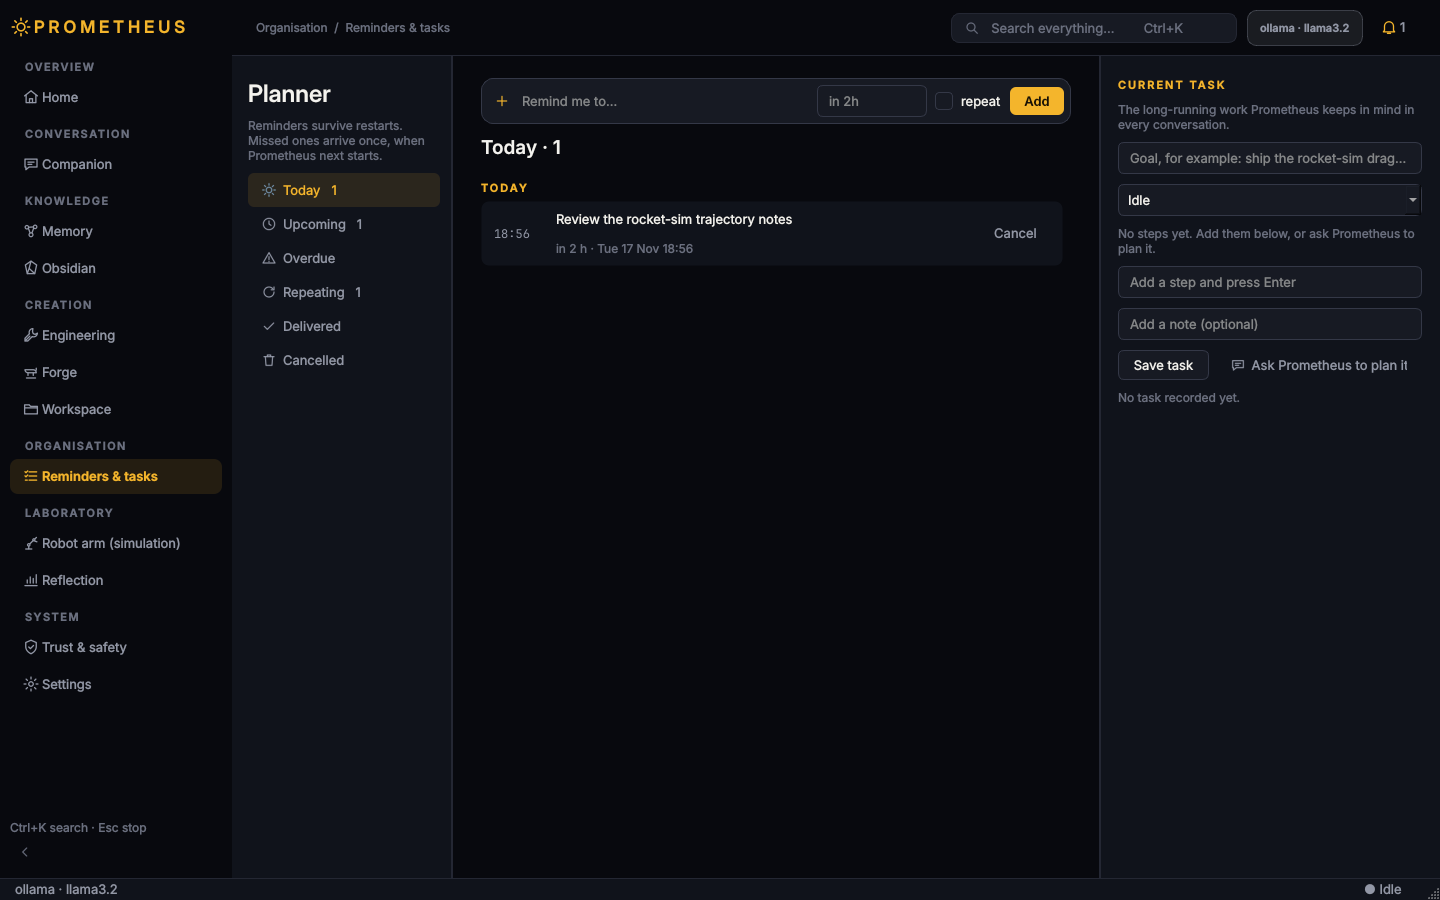 PROMETHEUS
OVERVIEW
Home
CONVERSATION
Companion
KNOWLEDGE
Memory
Obsidian
CREATION
Engineering
Forge
Workspace
ORGANISATION
Reminders & tasks
LABORATORY
Robot arm (simulation)
Reflection
SYSTEM
Trust & safety
Settings
Ctrl+K search · Esc stop
Organisation / Reminders & tasks
Search everything... Ctrl+K
ollama · llama3.2
1
Planner
Reminders survive restarts.
Missed ones arrive once, when
Prometheus next starts.
Today 1
Upcoming 1
Overdue
Repeating 1
Delivered
Cancelled
Remind me to...
in 2h
repeat
Add
Today · 1
TODAY
18:56
Review the rocket-sim trajectory notes
in 2 h · Tue 17 Nov 18:56
Cancel
CURRENT TASK
The long-running work Prometheus keeps in mind in
every conversation.
Goal, for example: ship the rocket-sim drag...
Idle
No steps yet. Add them below, or ask Prometheus to
plan it.
Add a step and press Enter
Add a note (optional)
Save task
Ask Prometheus to plan it
No task recorded yet.
ollama · llama3.2
Idle